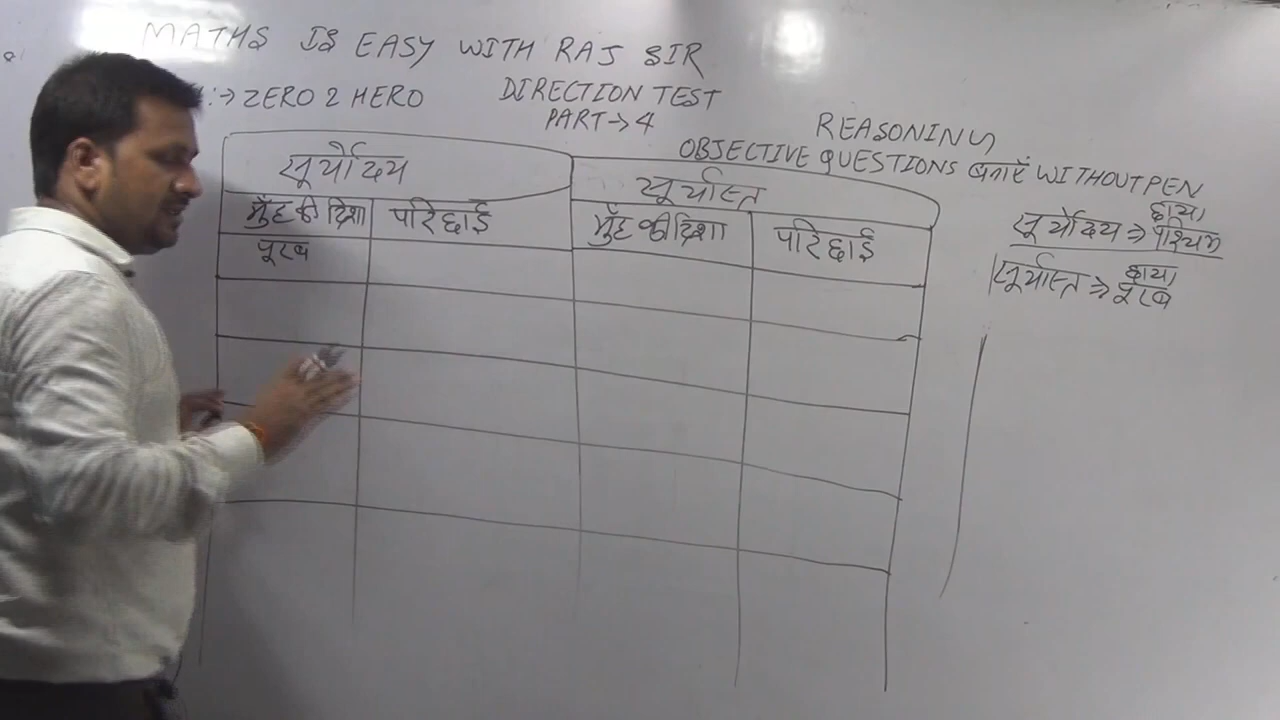 MATHS IS EASY WITH RAJ SIR
:→ ZERO 2 HERO
DIRECTION TEST
PART → 4
REASONING
OBJECTIVE QUESTIONS बनाएँ WITHOUT PEN
सूर्योदय
सूर्यास्त
मुँह की दिशा
परिछाई
मुँह की दिशा
परिछाई
पूरब
छाया
सूर्योदय ⇒ पश्चिम
छाया
सूर्यास्त ⇒ पूरब